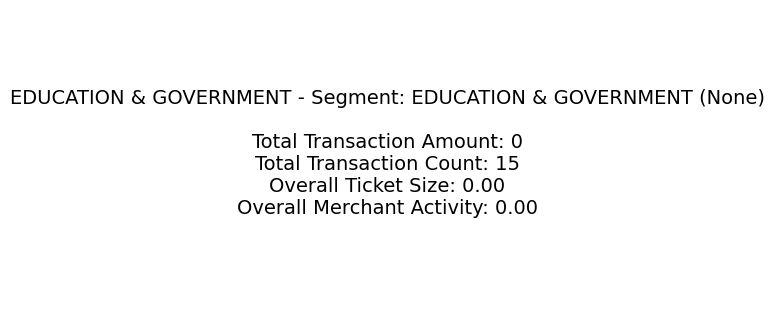 EDUCATION & GOVERNMENT - Segment: EDUCATION & GOVERNMENT (None)
Total Transaction Amount: 0
Total Transaction Count: 15
Overall Ticket Size: 0.00
Overall Merchant Activity: 0.00